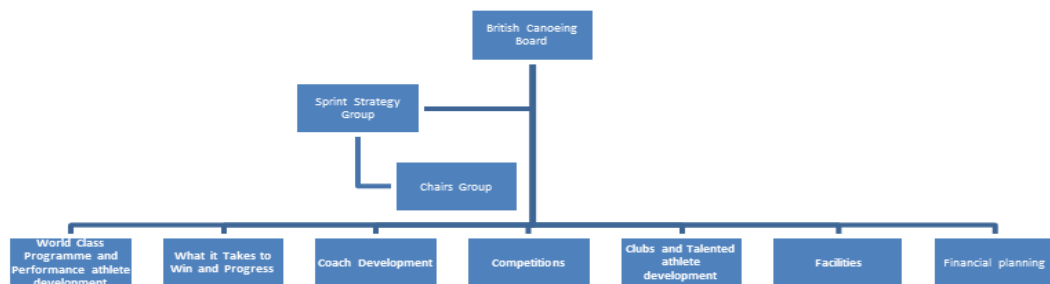 British Canoeing
Board
Sprint Strategy
Group
Chairs Group
World Class
Programme and
Performance athlete
development
What it Takes to
Win and Progress
Coach Development
Competitions
Clubs and Talented
athlete
development
Facilities
Financial planning